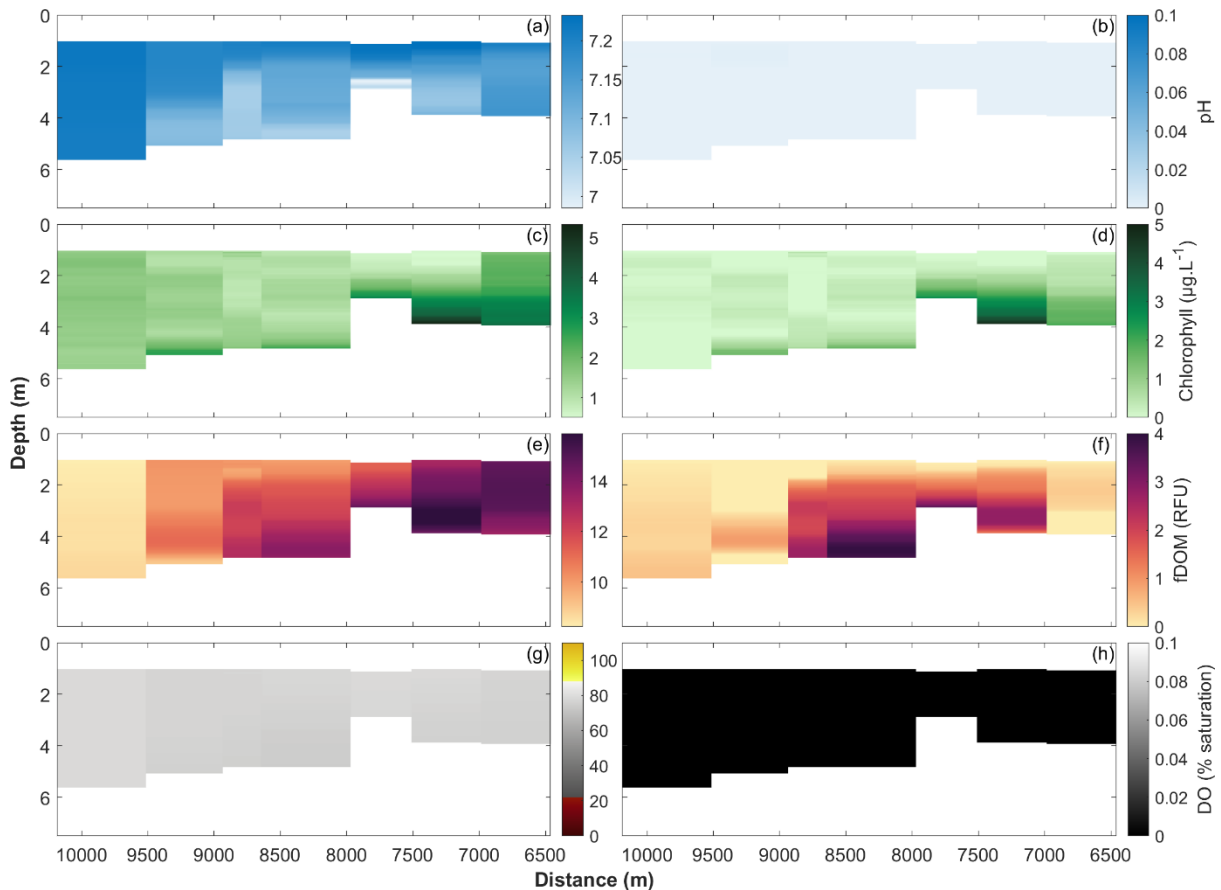 0 (a) 7.2 (b) 0.1
2 7.15 0.08
4 7.1 0.06 pH
6 7.05 0.04
7 0.02
0
0 (c) 5 (d) 5
2 4 4
4 3 3 Chlorophyll (µg.L⁻¹)
6 2 2
1 1
0
Depth (m)
0 (e) 14 (f) 4
2 12 3
4 10 2 fDOM (RFU)
6 1
0
0 (g) 100 (h) 0.1
2 80 0.08
4 60 0.06 DO (% saturation)
6 40 0.04
20 0.02
0 0
10000 9500 9000 8500 8000 7500 7000 6500 10000 9500 9000 8500 8000 7500 7000 6500
Distance (m)